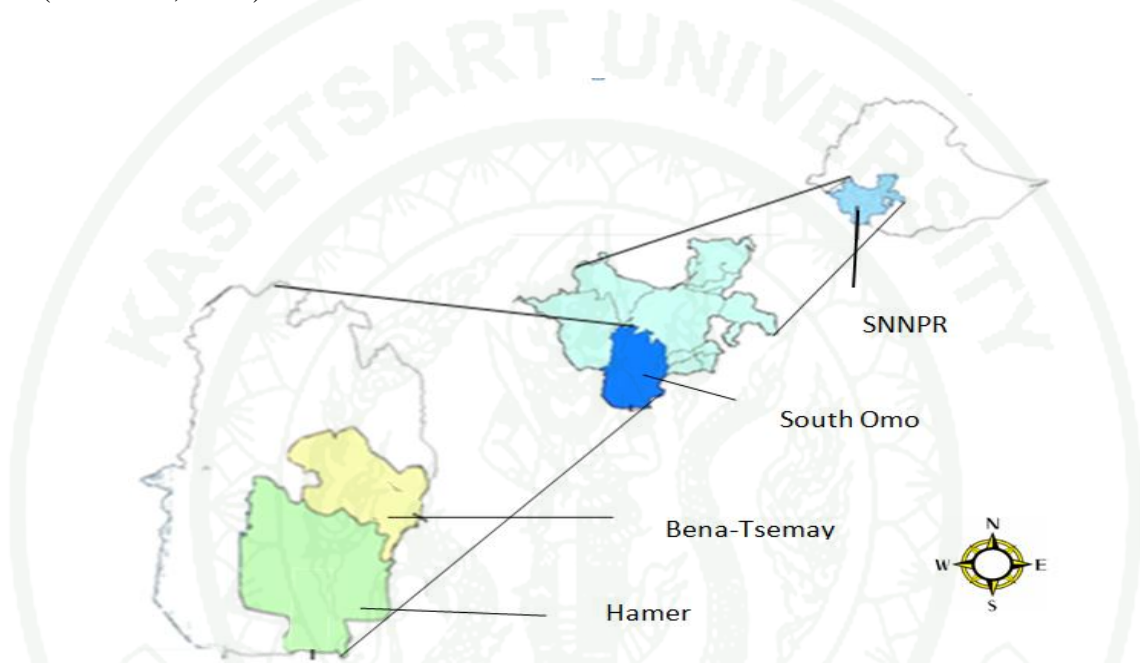 KASETSART UNIVERSITY
SNNPR
South Omo
Bena-Tsemay
Hamer
N
W E
S